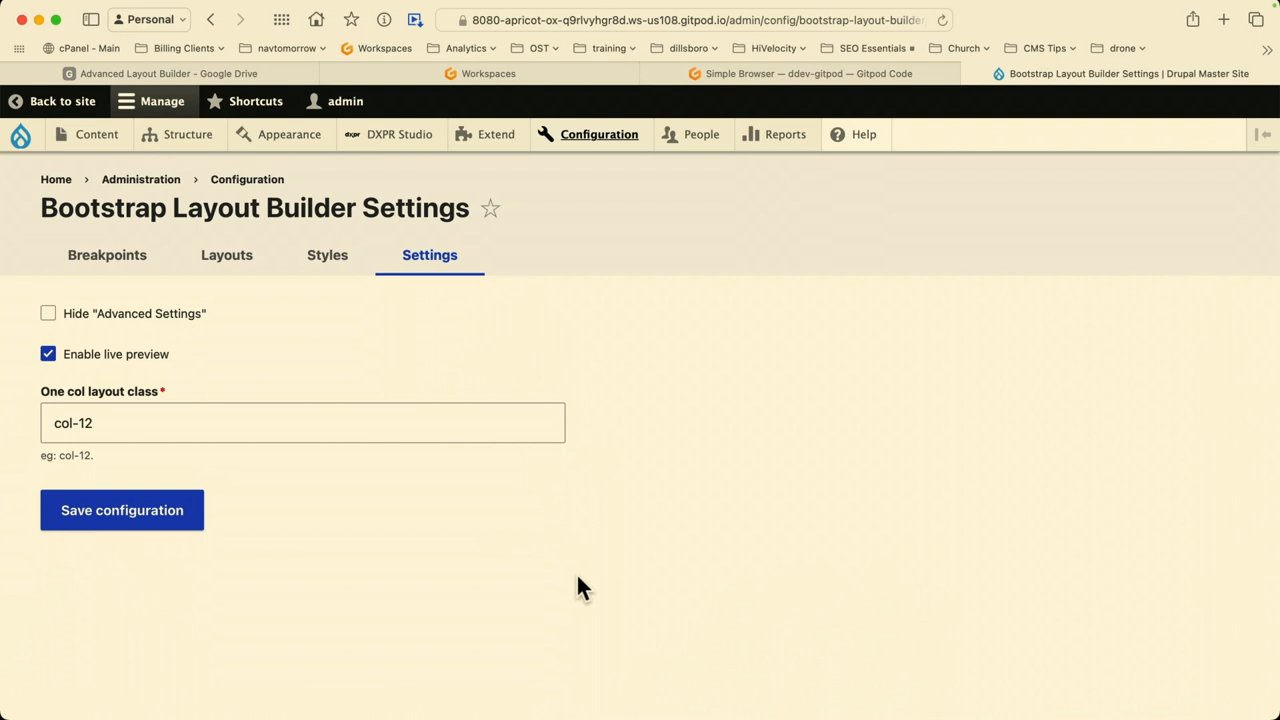 Personal
8080-apricot-ox-q9rlvyhgr8d.ws-us108.gitpod.io/admin/config/bootstrap-layout-builder
cPanel - Main
Billing Clients
navtomorrow
Workspaces
Analytics
OST
training
dillsboro
HiVelocity
SEO Essentials
Church
CMS Tips
drone
Advanced Layout Builder - Google Drive
Workspaces
Simple Browser — ddev-gitpod — Gitpod Code
Bootstrap Layout Builder Settings | Drupal Master Site
Back to site
Manage
Shortcuts
admin
Content
Structure
Appearance
dxpr DXPR Studio
Extend
Configuration
People
Reports
Help
Home › Administration › Configuration
Bootstrap Layout Builder Settings
Breakpoints
Layouts
Styles
Settings
Hide "Advanced Settings"
Enable live preview
One col layout class*
col-12
eg: col-12.
Save configuration